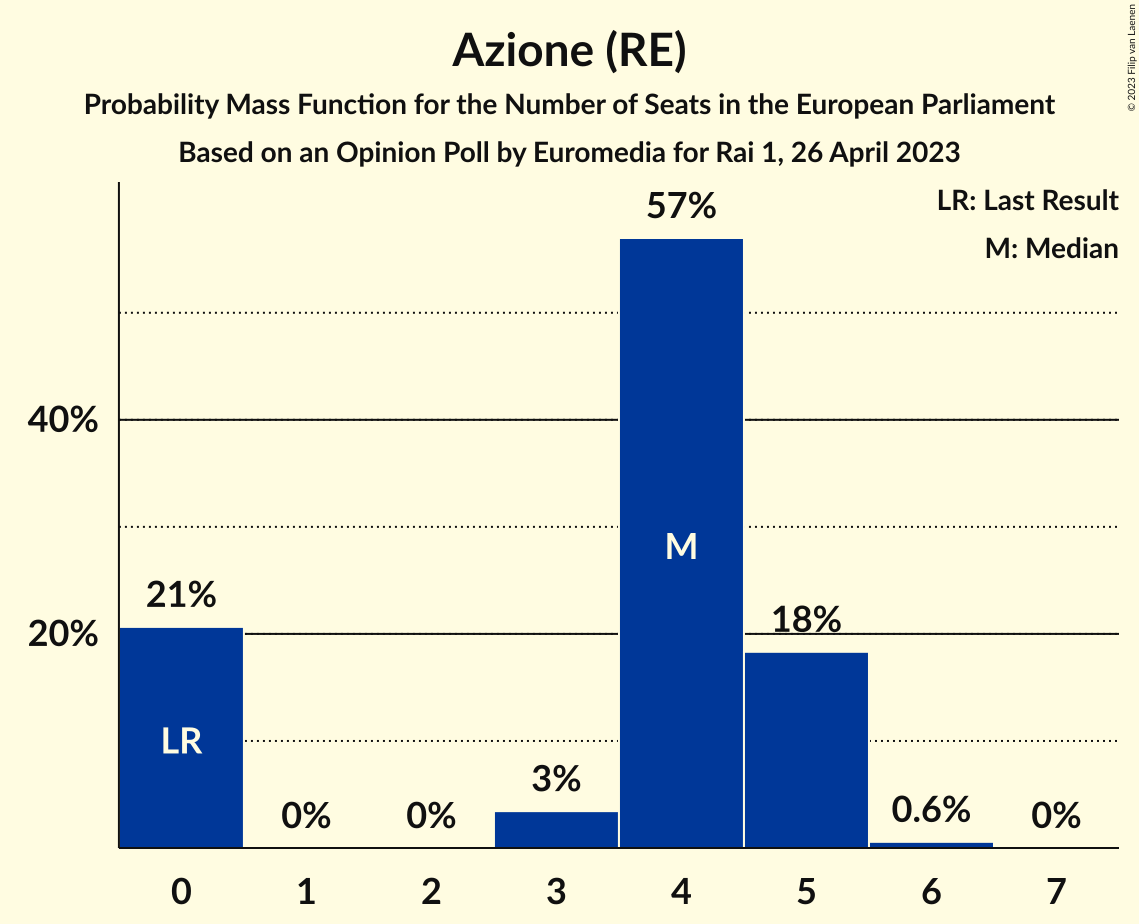 Azione (RE)
Probability Mass Function for the Number of Seats in the European Parliament
Based on an Opinion Poll by Euromedia for Rai 1, 26 April 2023
© 2023 Filip van Laenen
LR: Last Result
M: Median
57%
40%
M
21%
18%
20%
LR
3%
0%
0%
0.6%
0%
0 1 2 3 4 5 6 7